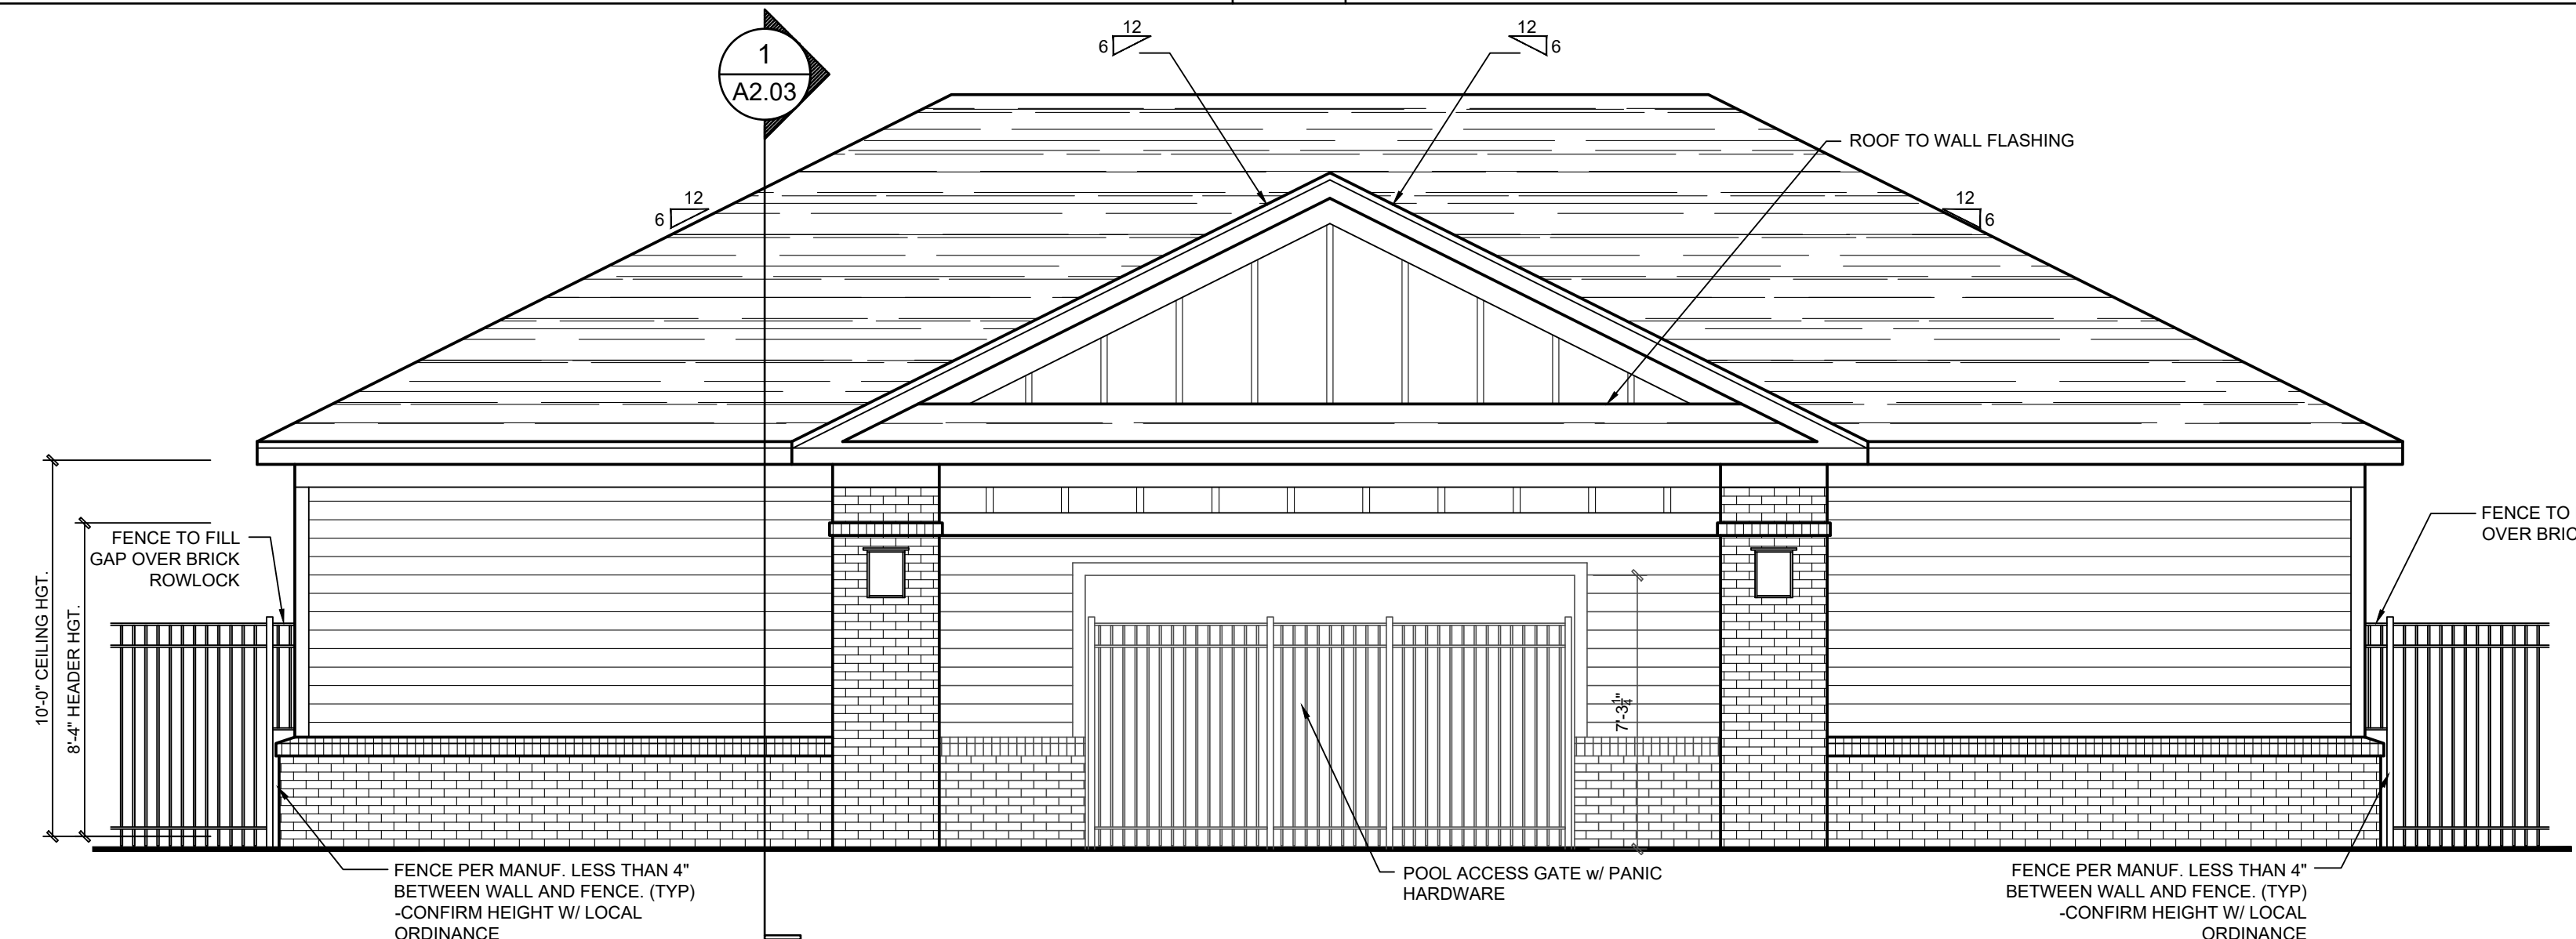 1
A2.03
12
6
12
6
ROOF TO WALL FLASHING
12
6
12
6
FENCE TO FILL
GAP OVER BRICK
ROWLOCK
FENCE TO
OVER BRIC
10'-0" CEILING HGT.
8'-4" HEADER HGT.
7'-3¼"
FENCE PER MANUF. LESS THAN 4"
BETWEEN WALL AND FENCE. (TYP)
-CONFIRM HEIGHT W/ LOCAL
ORDINANCE
POOL ACCESS GATE w/ PANIC
HARDWARE
FENCE PER MANUF. LESS THAN 4"
BETWEEN WALL AND FENCE. (TYP)
-CONFIRM HEIGHT W/ LOCAL
ORDINANCE